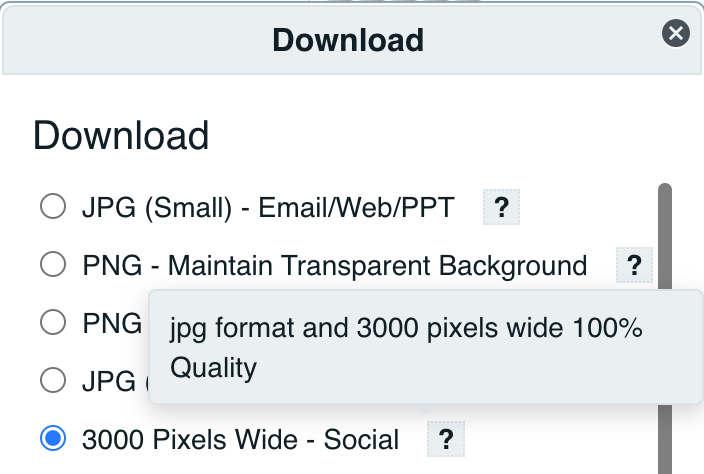 Download
Download
JPG (Small) - Email/Web/PPT ?
PNG - Maintain Transparent Background ?
PNG
jpg format and 3000 pixels wide 100%
Quality
JPG (
3000 Pixels Wide - Social ?